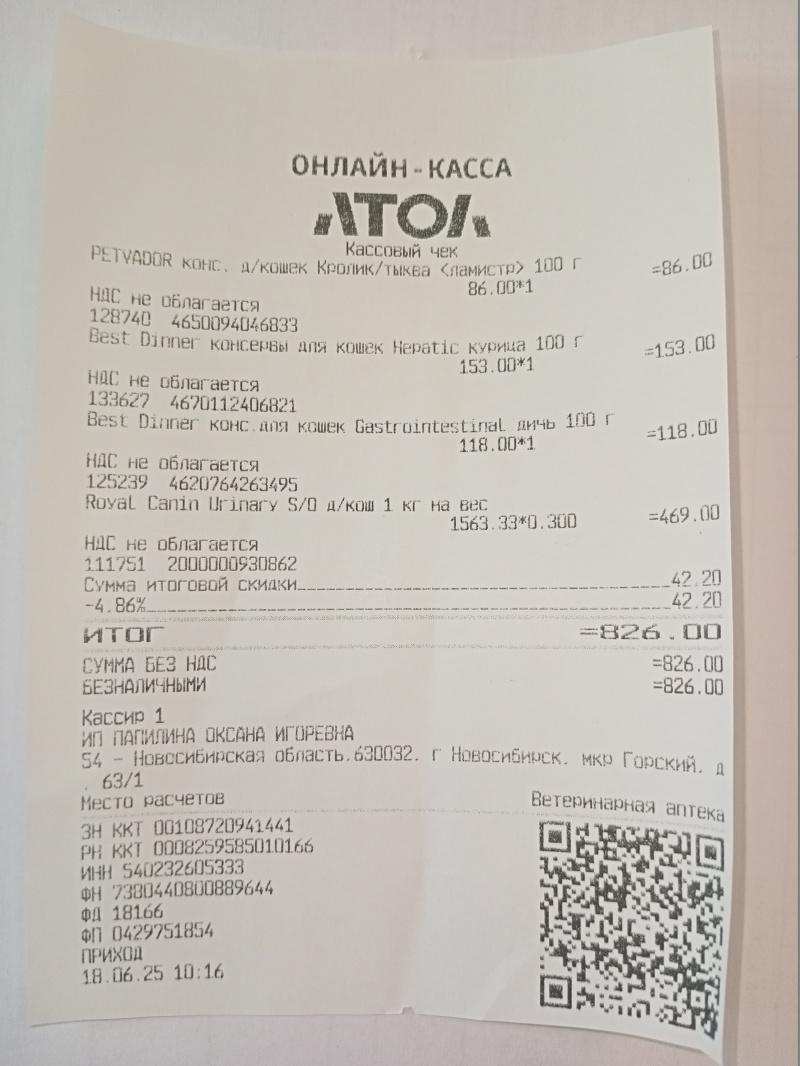 ОНЛАЙН-КАССА
АТОЛ
Кассовый чек
PETVADOR конс. д/кошек Кролик/тыква <ламистр> 100 г =86.00
86.00*1
НДС не облагается
128740 4650094046833
Best Dinner консервы для кошек Hepatic курица 100 г =153.00
153.00*1
НДС не облагается
133627 4670112406821
Best Dinner конс.для кошек Gastrointestinal дичь 100 г =118.00
118.00*1
НДС не облагается
125239 4620764263495
Royal Canin Urinary S/O д/кош 1 кг на вес
1563.33*0.300 =469.00
НДС не облагается
111751 2000000930862
Сумма итоговой скидки 42.20
-4.86% 42.20
ИТОГ =826.00
СУММА БЕЗ НДС =826.00
БЕЗНАЛИЧНЫМИ =826.00
Кассир 1
ИП ПАПИЛИНА ОКСАНА ИГОРЕВНА
54 - Новосибирская область.630032. г Новосибирск. мкр Горский. д
. 63/1
Место расчетов Ветеринарная аптека
ЗН ККТ 00108720941441
РН ККТ 0008259585010166
ИНН 540232605333
ФН 7380440800889644
ФД 18166
ФП 0429751854
ПРИХОД
18.06.25 10:16